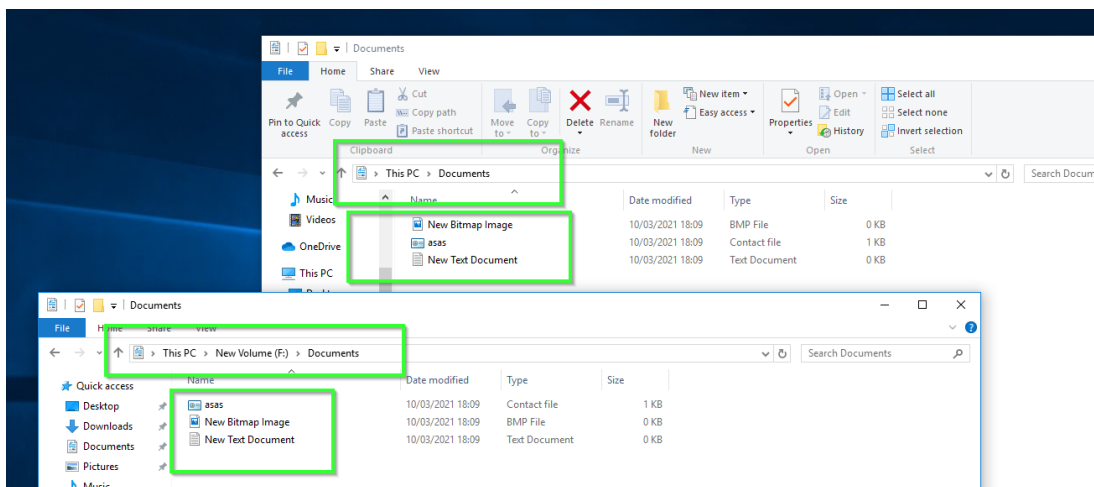 Documents
File Home Share View
Pin to Quick access
Copy
Paste
Cut
Copy path
Paste shortcut
Clipboard
Move to
Copy to
Delete
Rename
Organize
New folder
New item
Easy access
New
Properties
Open
Edit
History
Open
Select all
Select none
Invert selection
Select
This PC > Documents
Search Docum
Name Date modified Type Size
New Bitmap Image 10/03/2021 18:09 BMP File 0 KB
asas 10/03/2021 18:09 Contact file 1 KB
New Text Document 10/03/2021 18:09 Text Document 0 KB
Music
Videos
OneDrive
This PC
Documents
File Home Share View
This PC > New Volume (F:) > Documents
Search Documents
Name Date modified Type Size
asas 10/03/2021 18:09 Contact file 1 KB
New Bitmap Image 10/03/2021 18:09 BMP File 0 KB
New Text Document 10/03/2021 18:09 Text Document 0 KB
Quick access
Desktop
Downloads
Documents
Pictures
Music